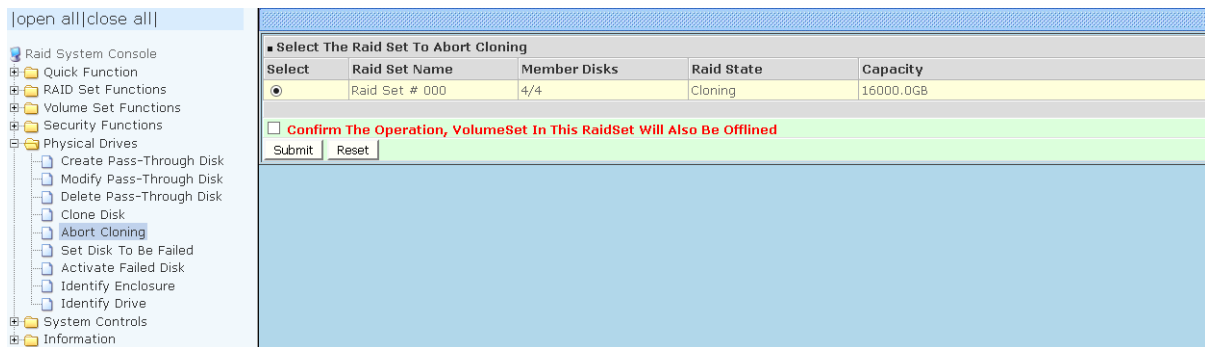 |open all|close all|
Raid System Console
Quick Function
RAID Set Functions
Volume Set Functions
Security Functions
Physical Drives
Create Pass-Through Disk
Modify Pass-Through Disk
Delete Pass-Through Disk
Clone Disk
Abort Cloning
Set Disk To Be Failed
Activate Failed Disk
Identify Enclosure
Identify Drive
System Controls
Information
Select The Raid Set To Abort Cloning
Select Raid Set Name Member Disks Raid State Capacity
Raid Set # 000 4/4 Cloning 16000.0GB
Confirm The Operation, VolumeSet In This RaidSet Will Also Be Offlined
Submit Reset